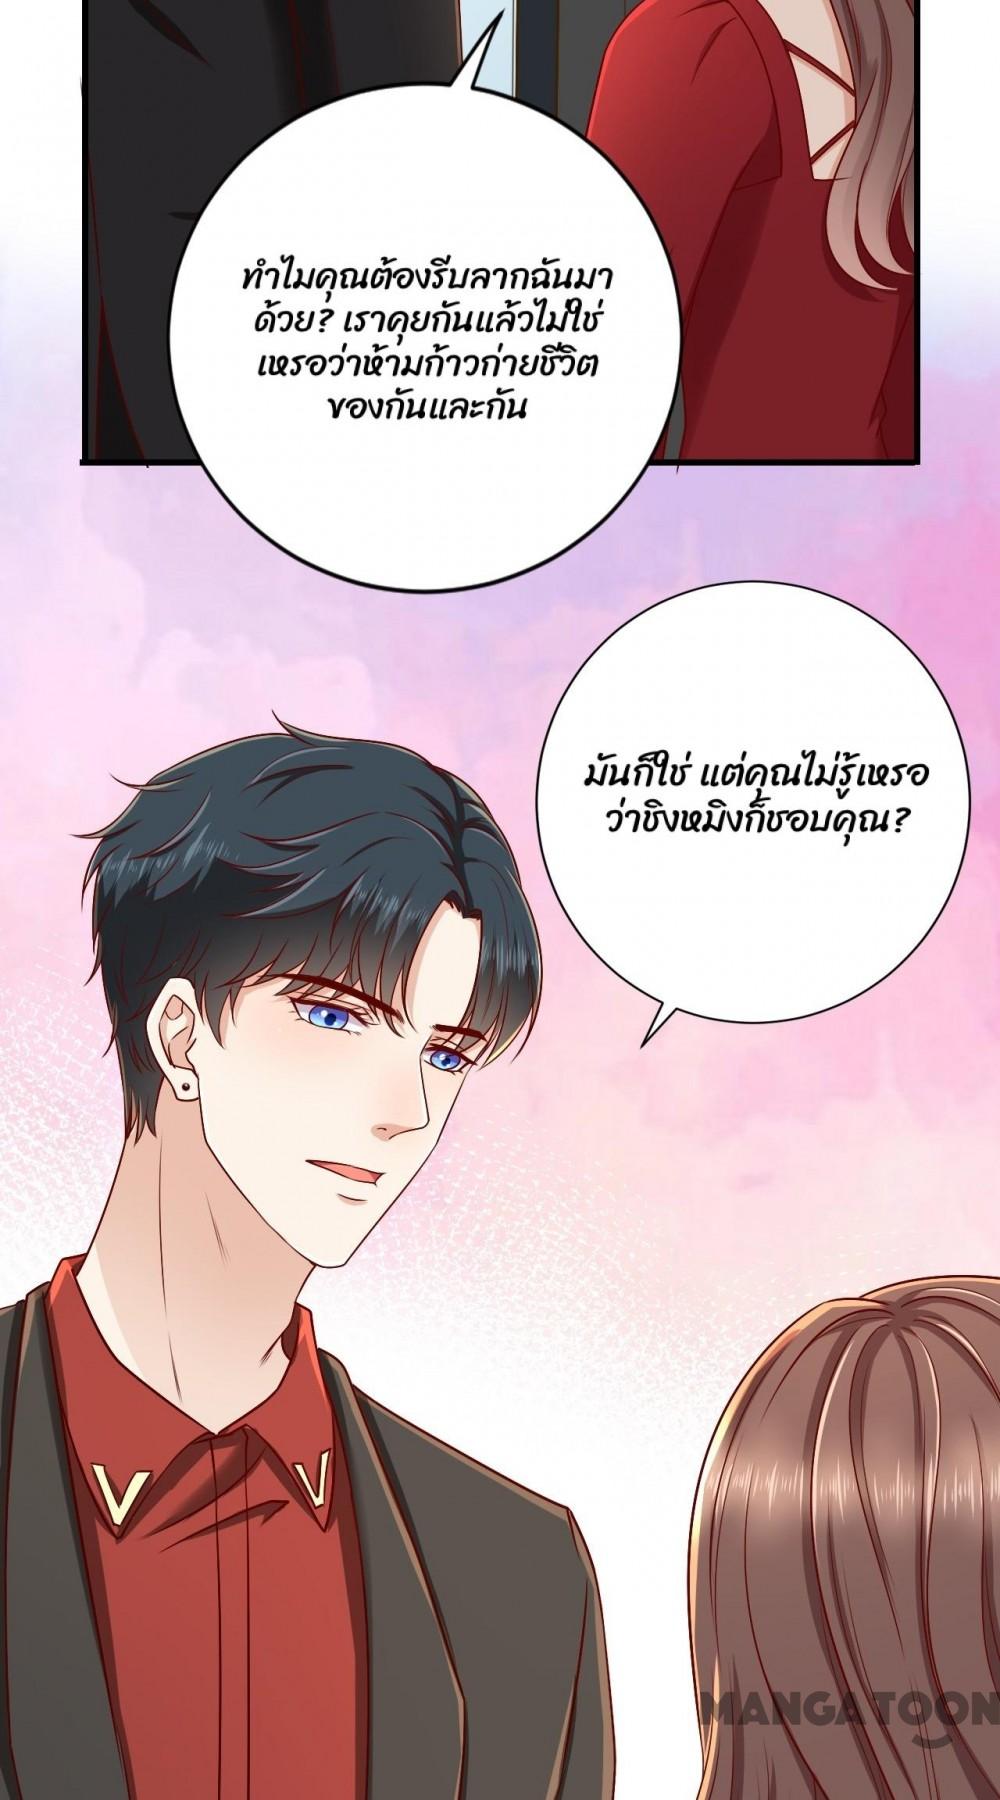 ทำไมคุณต้องรีบลากฉันมา
ด้วย? เราคุยกันแล้วไม่ใช่
เหรอว่าห้ามก้าวก่ายชีวิต
ของกันและกัน
มันก็ใช่ แต่คุณไม่รู้เหรอ
ว่าชิงหมิงก็ชอบคุณ?
MANGATOON